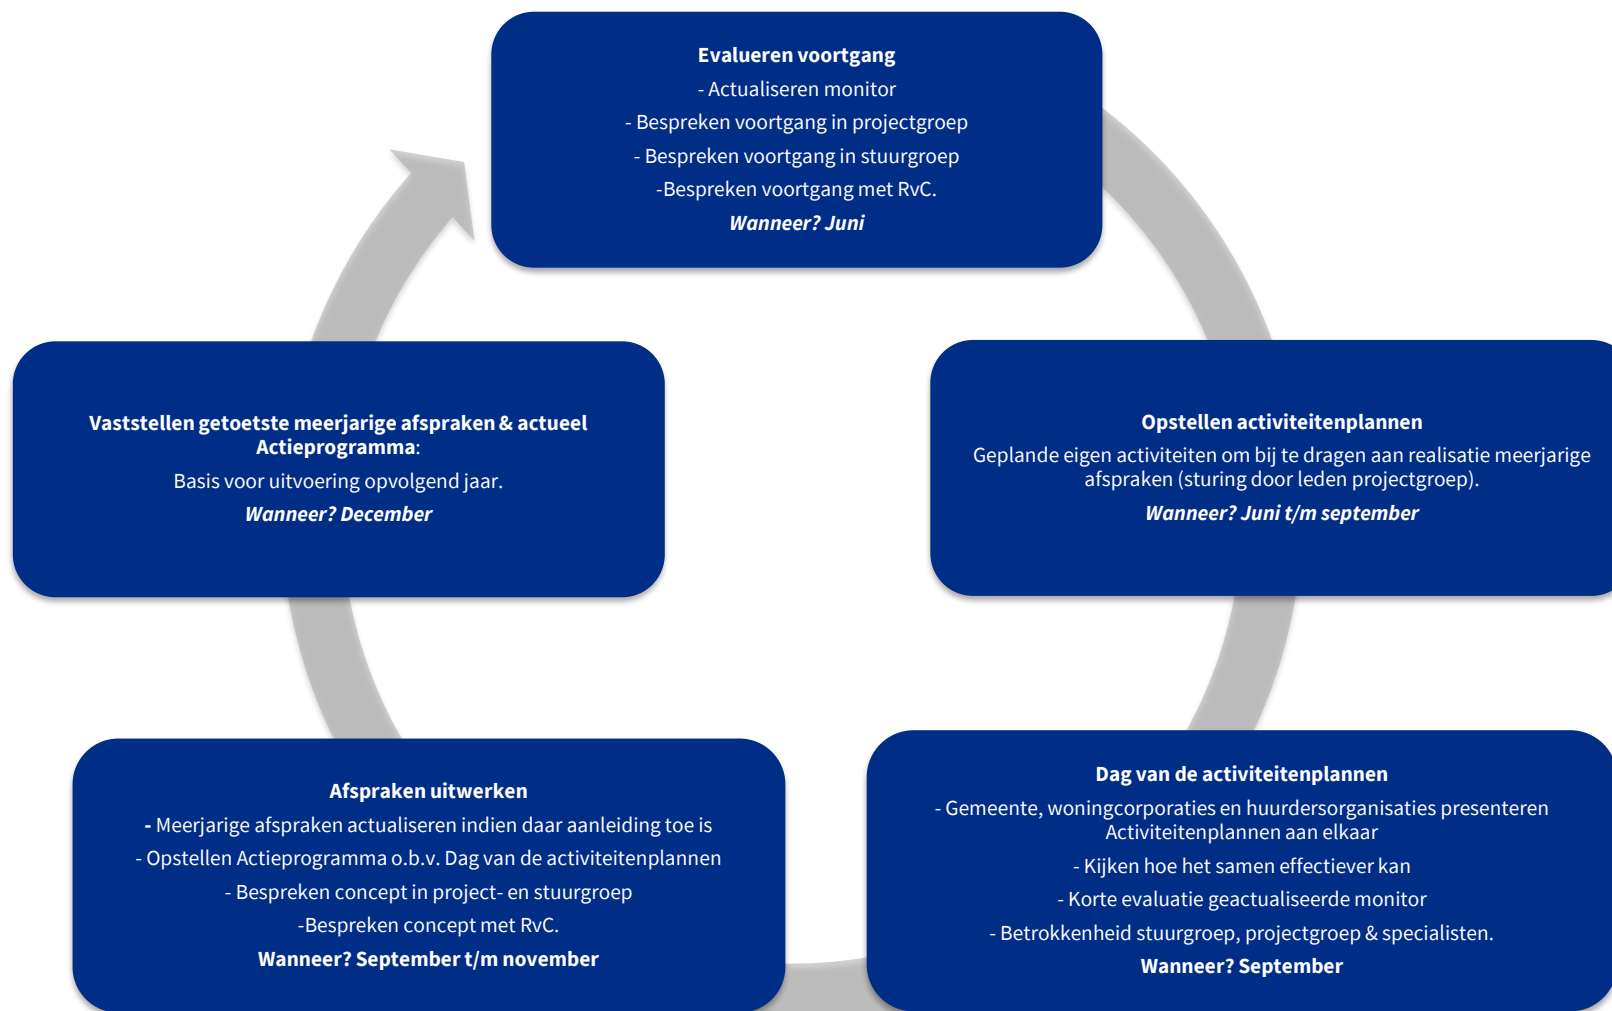 Evalueren voortgang
- Actualiseren monitor
- Bespreken voortgang in projectgroep
- Bespreken voortgang in stuurgroep
-Bespreken voortgang met RvC.
Wanneer? Juni
Opstellen activiteitenplannen
Geplande eigen activiteiten om bij te dragen aan realisatie meerjarige
afspraken (sturing door leden projectgroep).
Wanneer? Juni t/m september
Dag van de activiteitenplannen
- Gemeente, woningcorporaties en huurdersorganisaties presenteren
Activiteitenplannen aan elkaar
- Kijken hoe het samen effectiever kan
- Korte evaluatie geactualiseerde monitor
- Betrokkenheid stuurgroep, projectgroep & specialisten.
Wanneer? September
Afspraken uitwerken
- Meerjarige afspraken actualiseren indien daar aanleiding toe is
- Opstellen Actieprogramma o.b.v. Dag van de activiteitenplannen
- Bespreken concept in project- en stuurgroep
-Bespreken concept met RvC.
Wanneer? September t/m november
Vaststellen getoetste meerjarige afspraken & actueel
Actieprogramma:
Basis voor uitvoering opvolgend jaar.
Wanneer? December